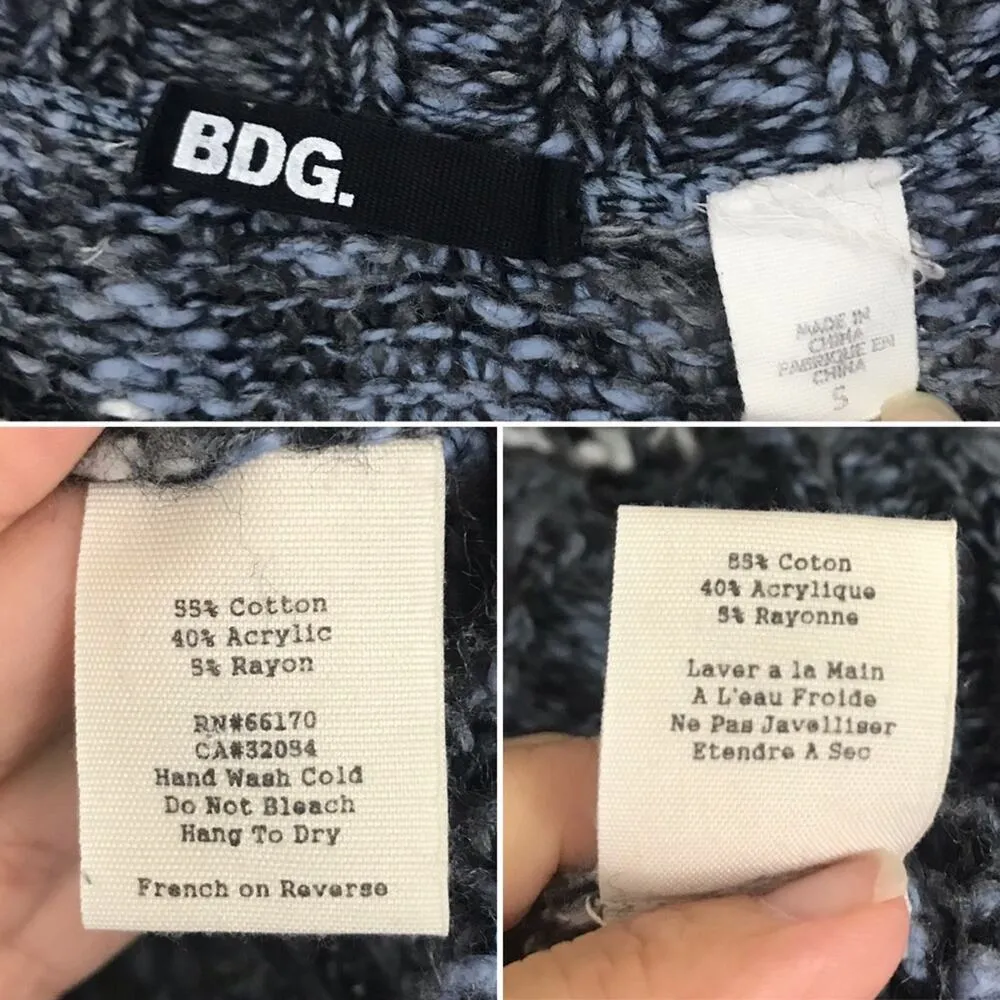 BDG.
MADE IN
CHINA
FABRIQUE EN
CHINA
S
55% Cotton
40% Acrylic
5% Rayon
RN#66170
CA#32084
Hand Wash Cold
Do Not Bleach
Hang To Dry
French on Reverse
55% Coton
40% Acrylique
5% Rayonne
Laver a la Main
A L'eau Froide
Ne Pas Javelliser
Etendre A Sec